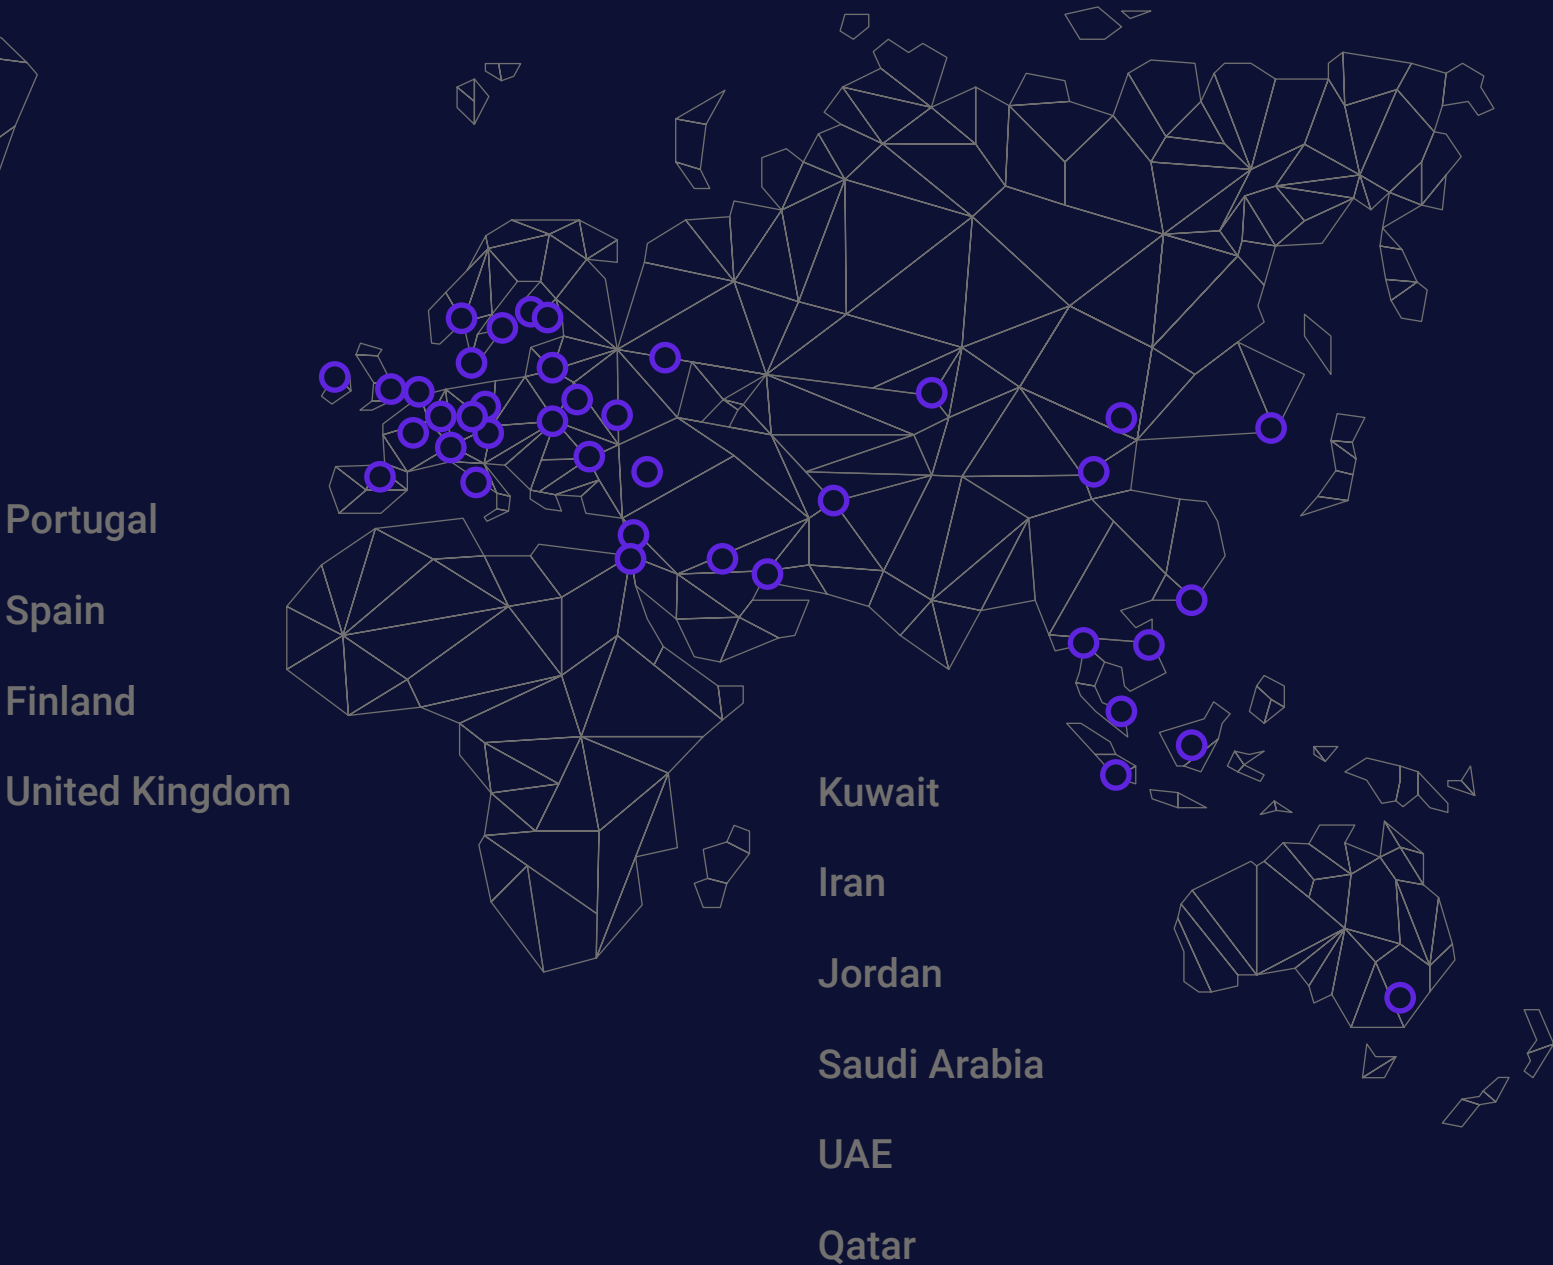 Portugal
Spain
Finland
United Kingdom
Kuwait
Iran
Jordan
Saudi Arabia
UAE
Qatar